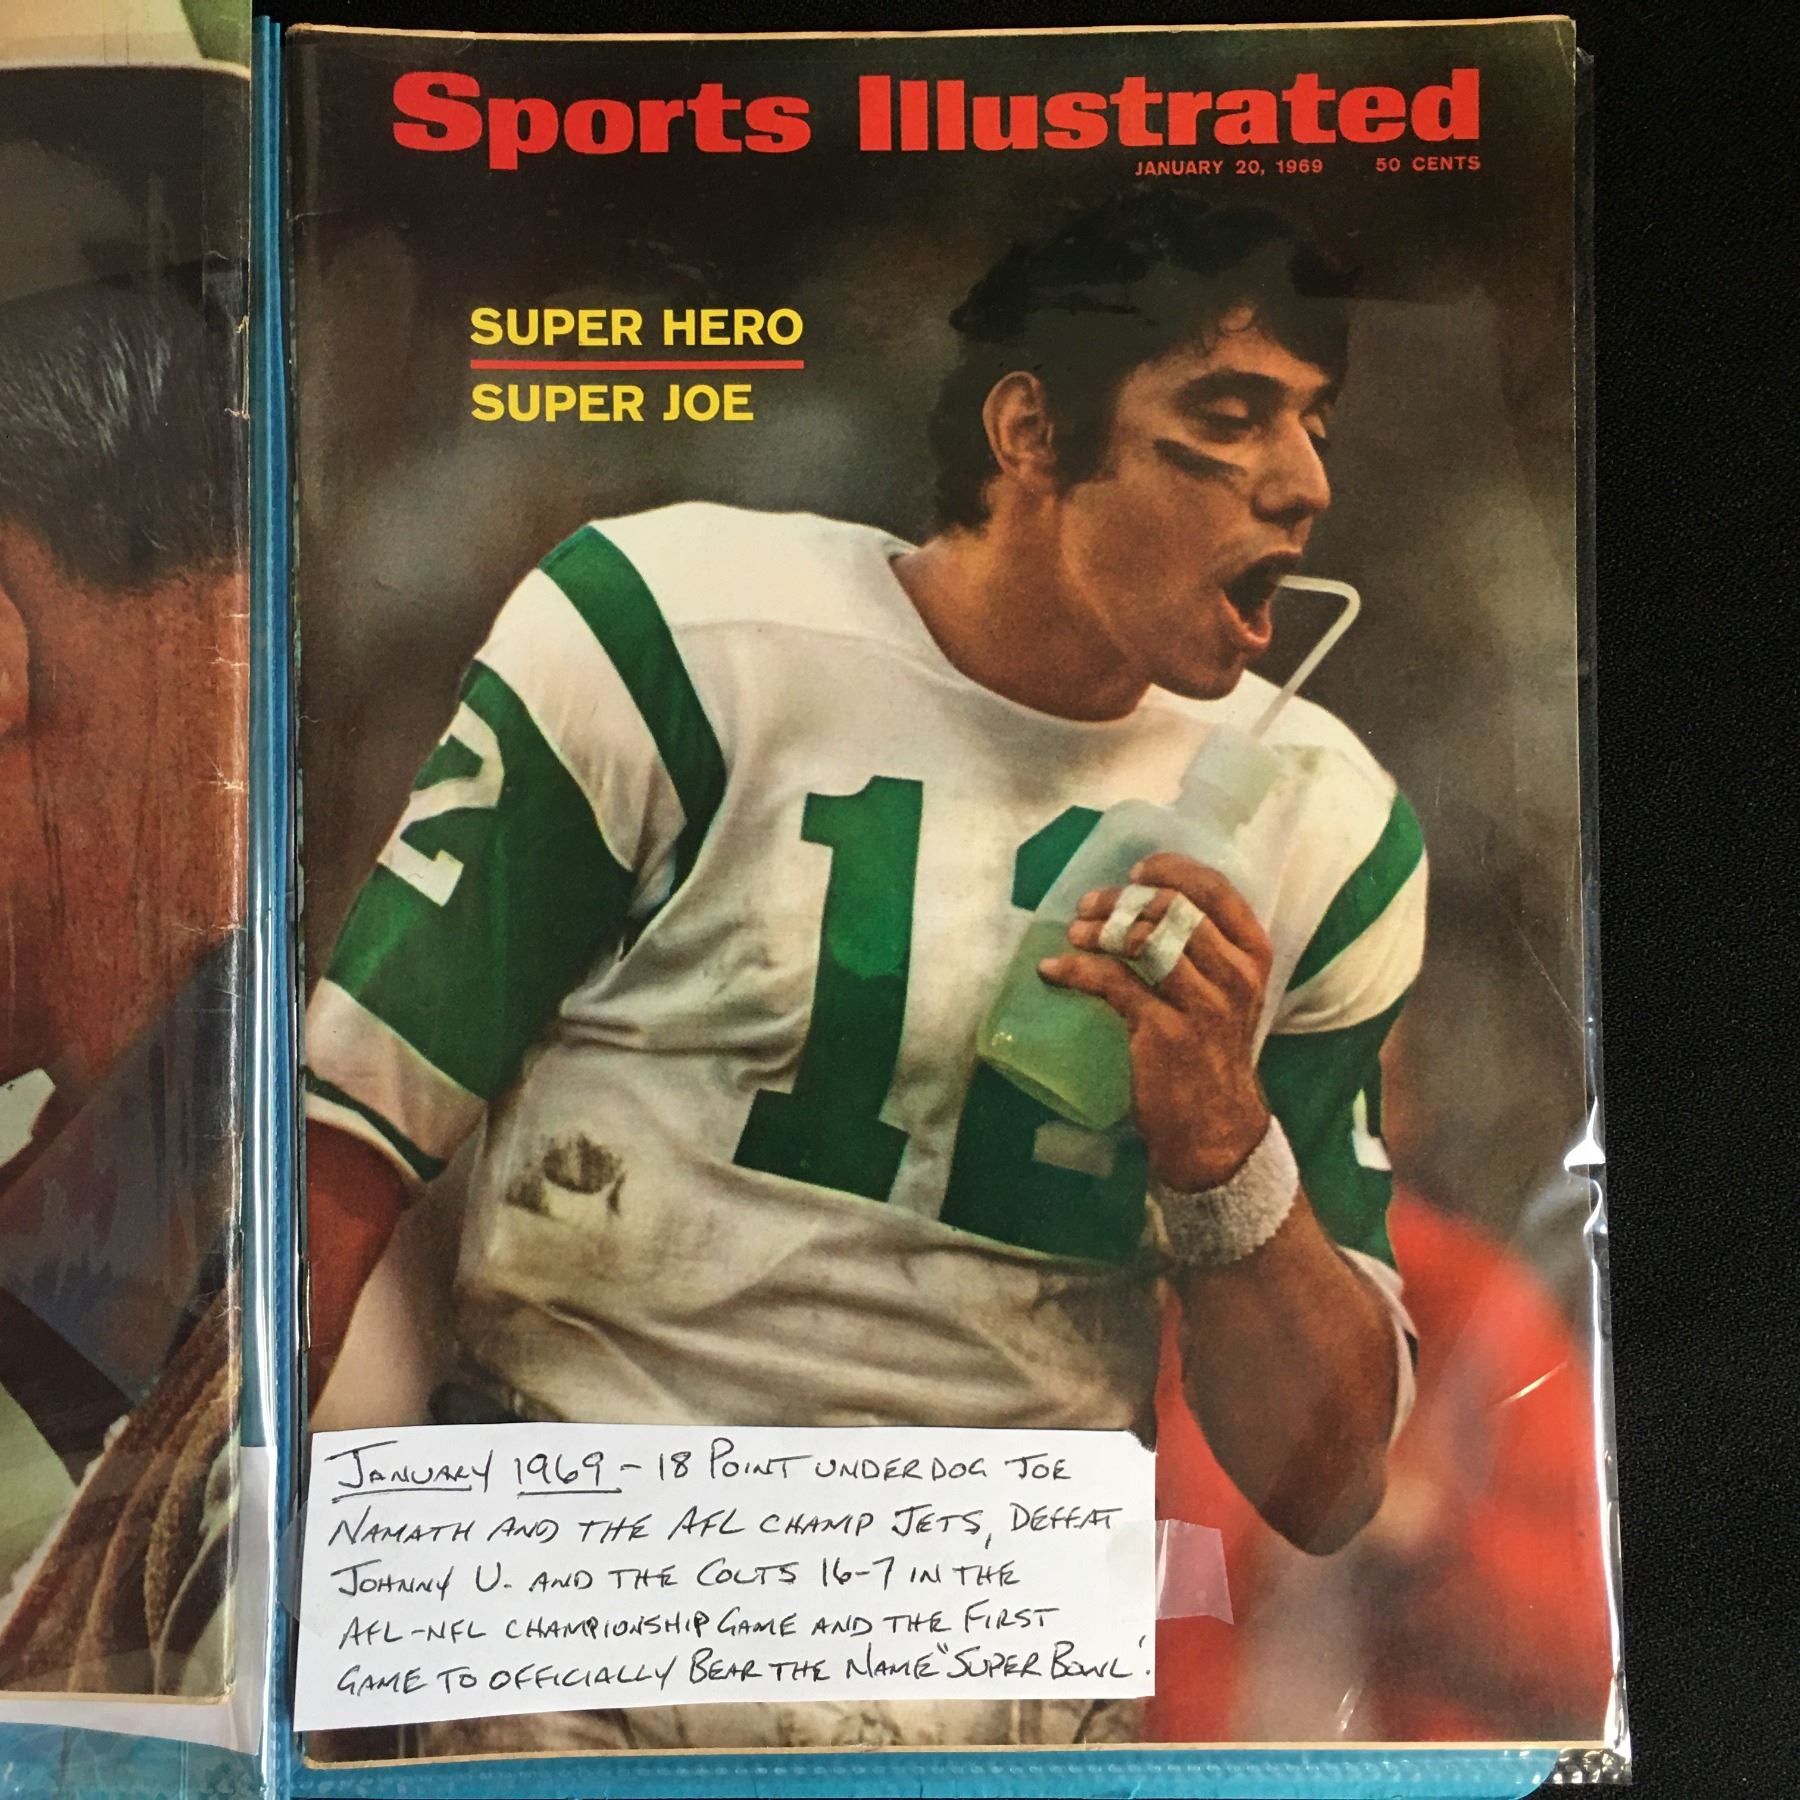 Sports Illustrated
JANUARY 20, 1969 50 CENTS
SUPER HERO
SUPER JOE
2
12
JANUARY 1969 - 18 POINT UNDERDOG JOE
NAMATH AND THE AFL CHAMP JETS, DEFEAT
JOHNNY U. AND THE COLTS 16-7 IN THE
AFL-NFL CHAMPIONSHIP GAME AND THE FIRST
GAME TO OFFICIALLY BEAR THE NAME "SUPER BOWL".